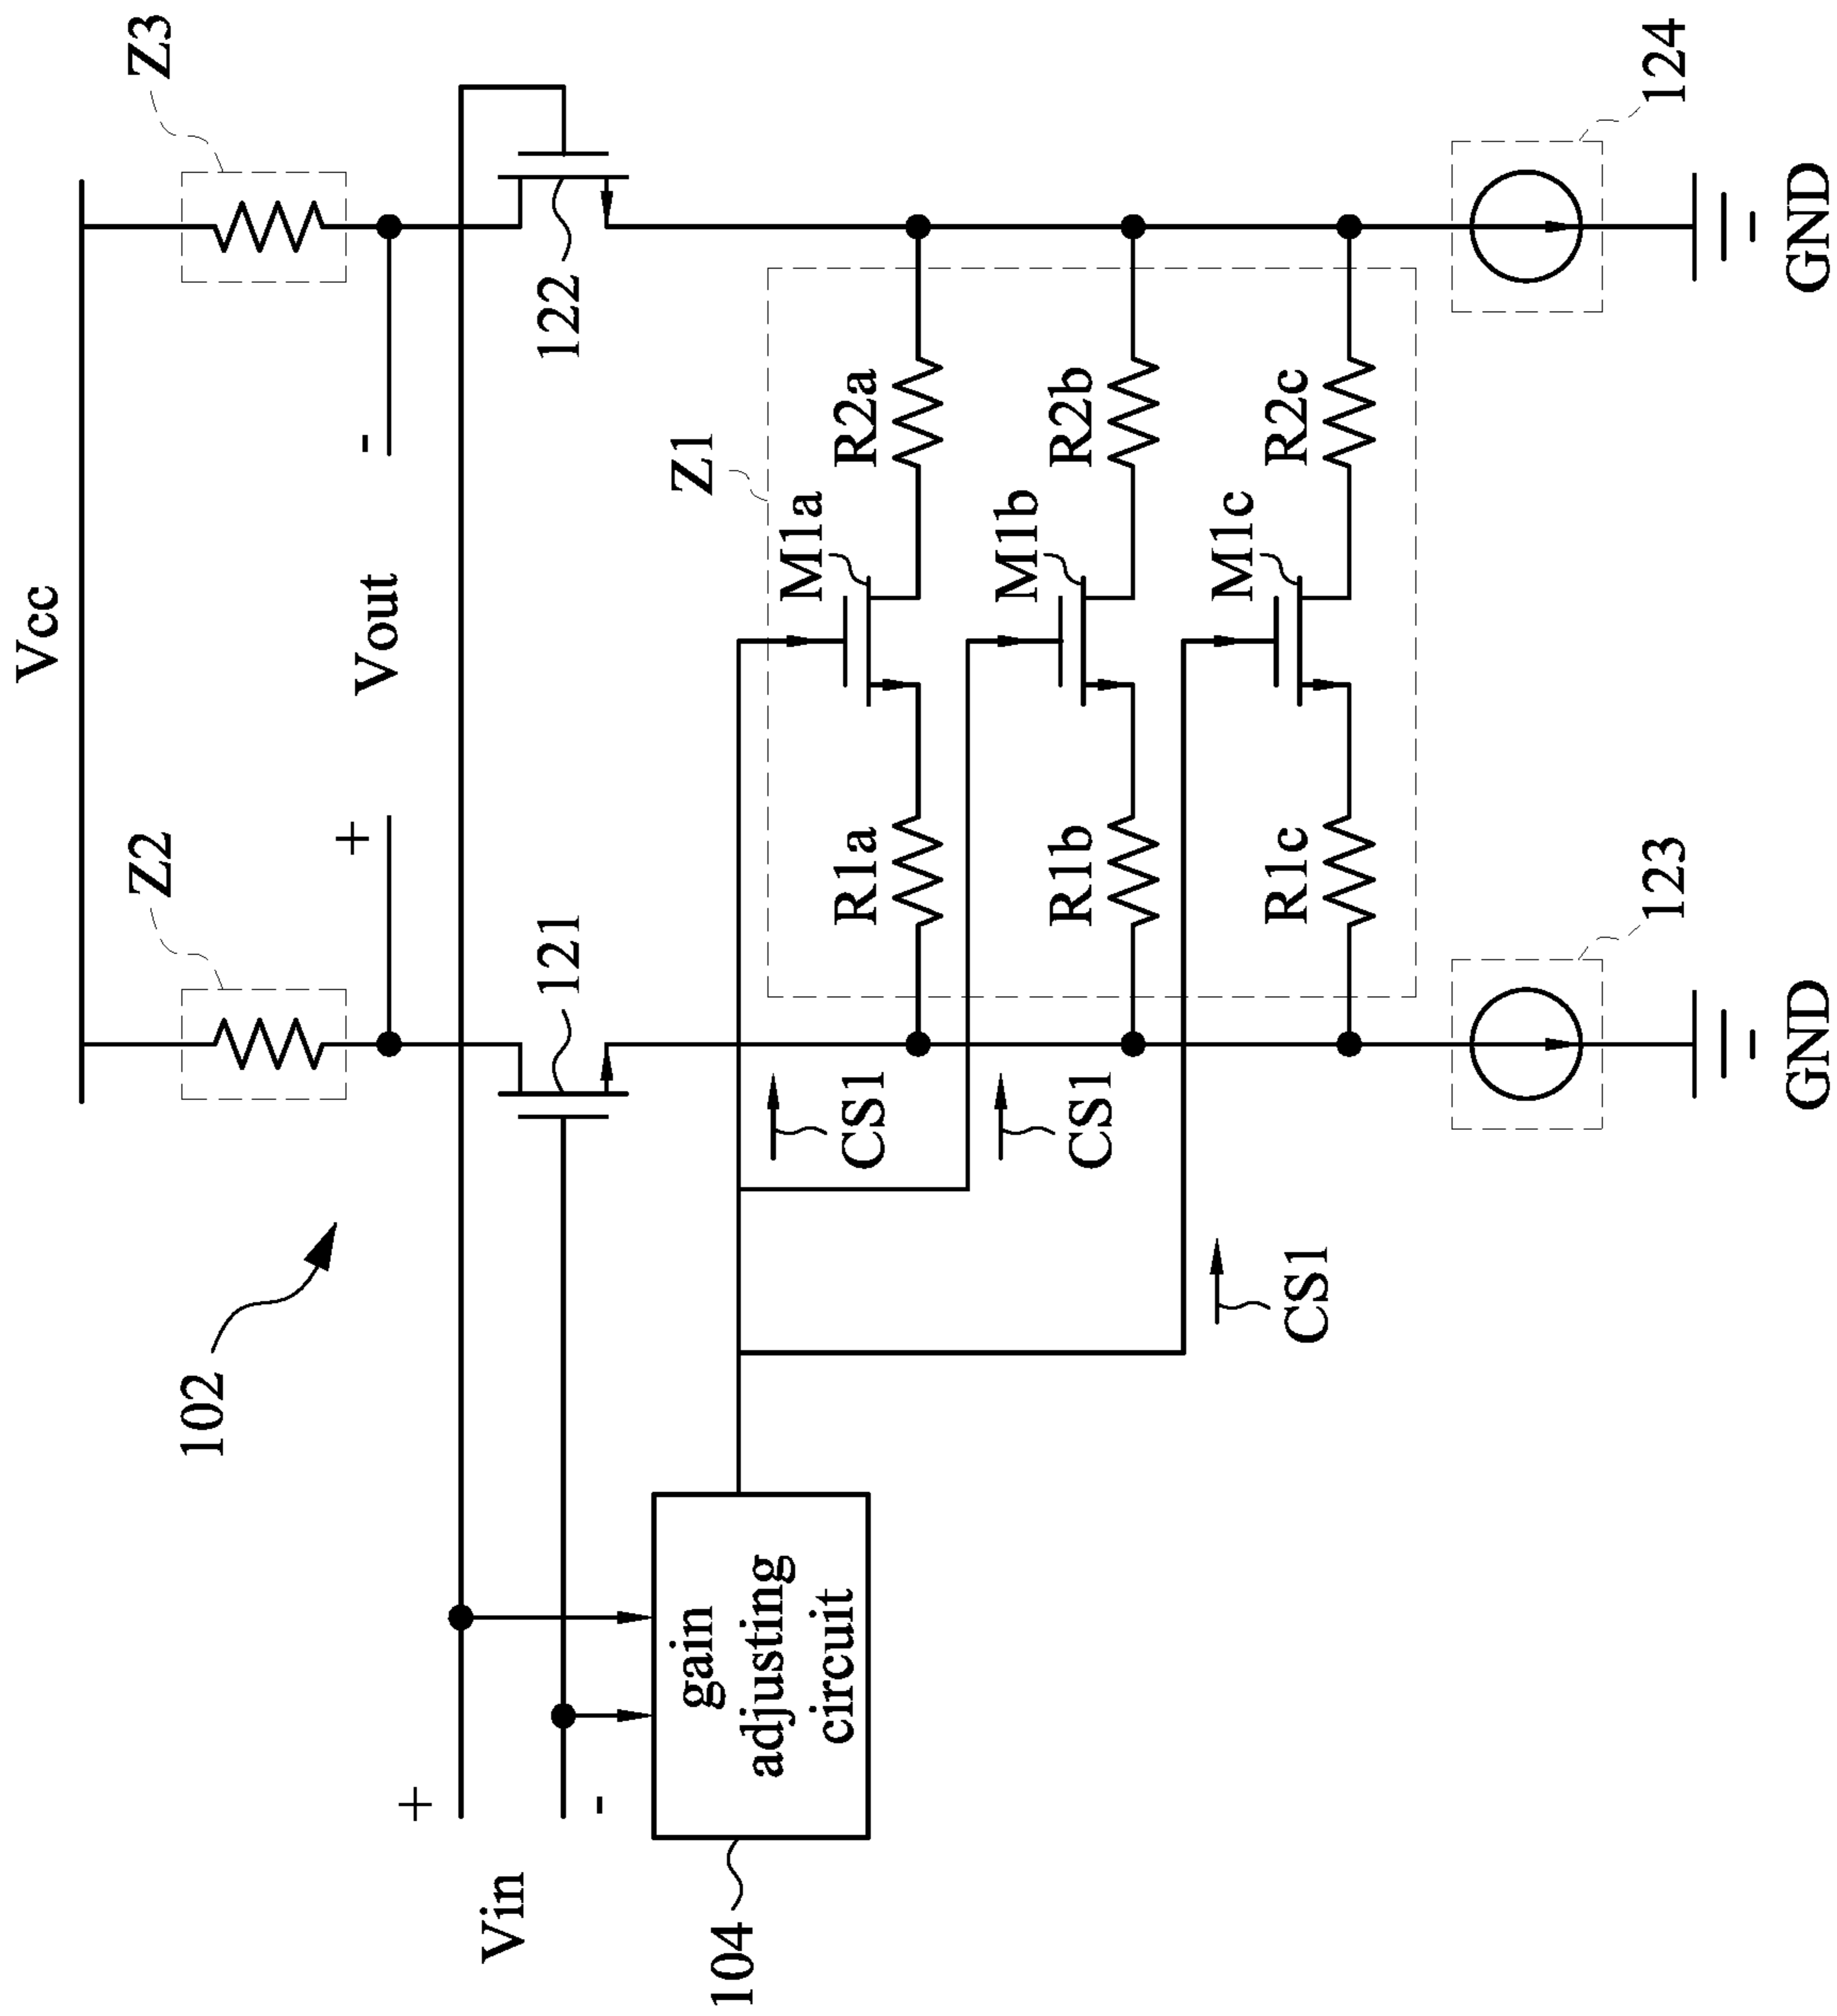 Vcc
Z2
Z3
+
Vout
-
102
121
122
+
Vin
-
Z1
M1a
R1a
R2a
CS1
M1b
R1b
R2b
CS1
M1c
R1c
R2c
CS1
gain
adjusting
circuit
104
123
124
GND
GND